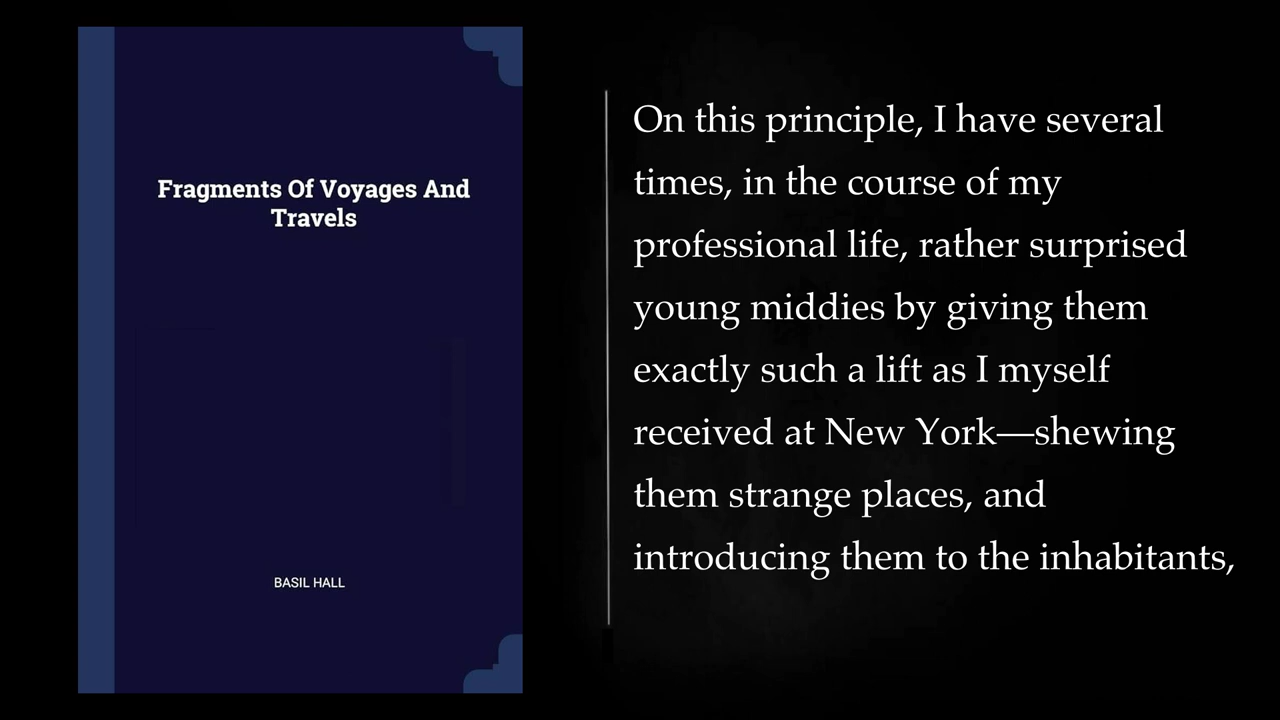 Fragments Of Voyages And
Travels
BASIL HALL
On this principle, I have several
times, in the course of my
professional life, rather surprised
young middies by giving them
exactly such a lift as I myself
received at New York—shewing
them strange places, and
introducing them to the inhabitants,